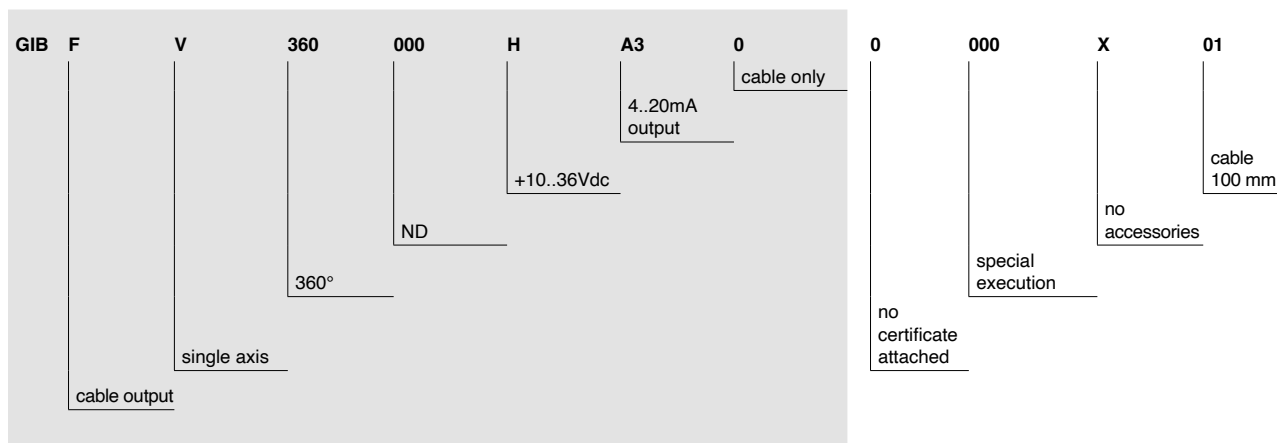 GIB F V 360 000 H A3 0 0 000 X 01
cable only
4..20mA
output
cable
100 mm
+10..36Vdc
no
accessories
ND
special
execution
360°
no
certificate
attached
single axis
cable output